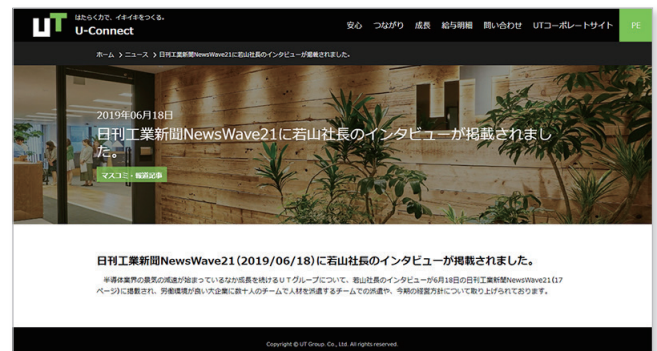 はたらく力で、イキイキをつくる。
UT U-Connect
安心 つながり 成長 給与明細 問い合わせ UTコーポレートサイト PE
ホーム > ニュース > 日刊工業新聞NewsWave21に若山社長のインタビューが掲載されました。
2019年06月18日
日刊工業新聞NewsWave21に若山社長のインタビューが掲載されまし
た。
マスコミ・報道記事
日刊工業新聞NewsWave21(2019/06/18)に若山社長のインタビューが掲載されました。
半導体業界の景気の減速が始まっているなか成長を続けるUTグループについて、若山社長のインタビューが6月18日の日刊工業新聞NewsWave21(17
ページ)に掲載され、労働環境が良い大企業に数十人のチームで人材を派遣するチームでの派遣や、今期の経営方針について取り上げられております。
Copyright © UT Group. Co., Ltd. All rights reserved.